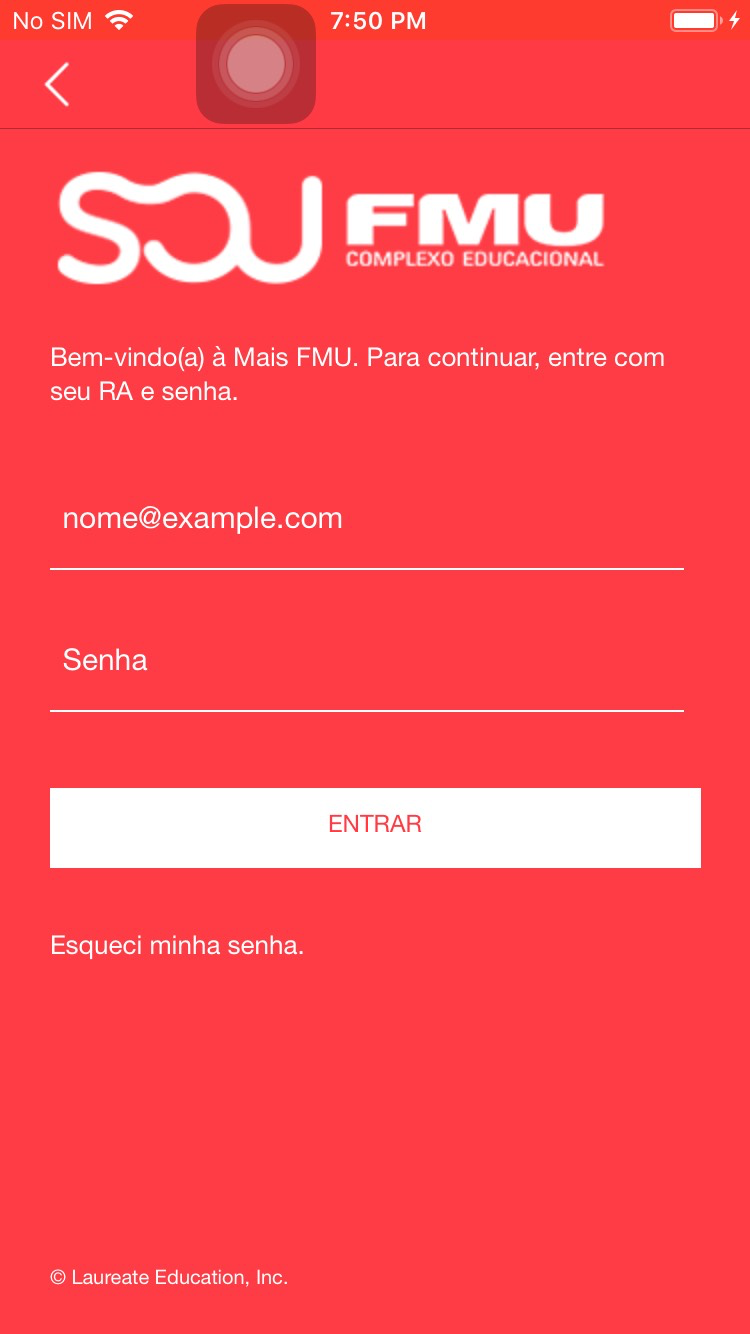 No SIM 7:50 PM
SOU FMU
COMPLEXO EDUCACIONAL
Bem-vindo(a) à Mais FMU. Para continuar, entre com
seu RA e senha.
nome@example.com
Senha
ENTRAR
Esqueci minha senha.
© Laureate Education, Inc.